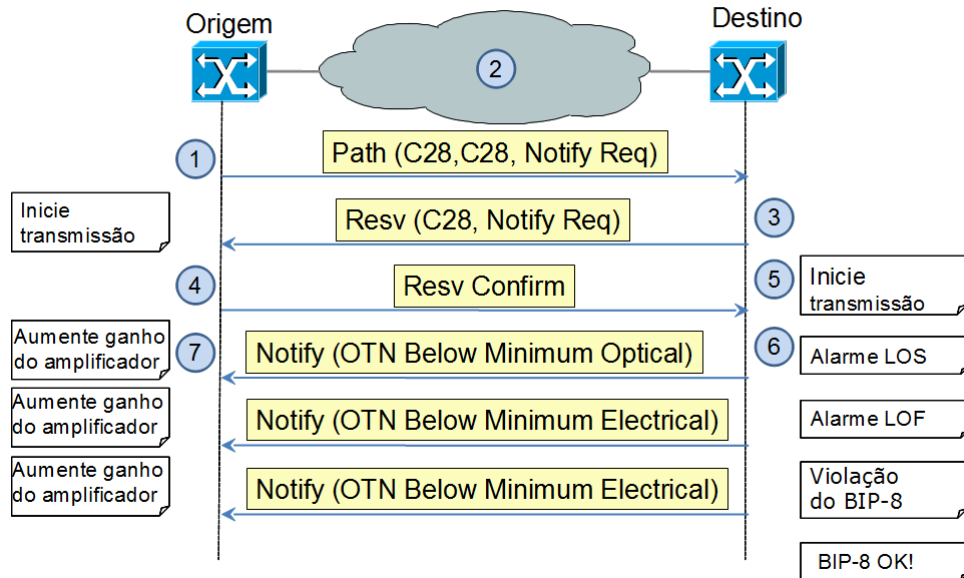 Origem
Destino
2
1
Path (C28,C28, Notify Req)
Inicie
transmissão
Resv (C28, Notify Req)
3
4
Resv Confirm
5
Inicie
transmissão
Aumente ganho
do amplificador
7
Notify (OTN Below Minimum Optical)
6
Alarme LOS
Aumente ganho
do amplificador
Notify (OTN Below Minimum Electrical)
Alarme LOF
Aumente ganho
do amplificador
Notify (OTN Below Minimum Electrical)
Violação
do BIP-8
BIP-8 OK!